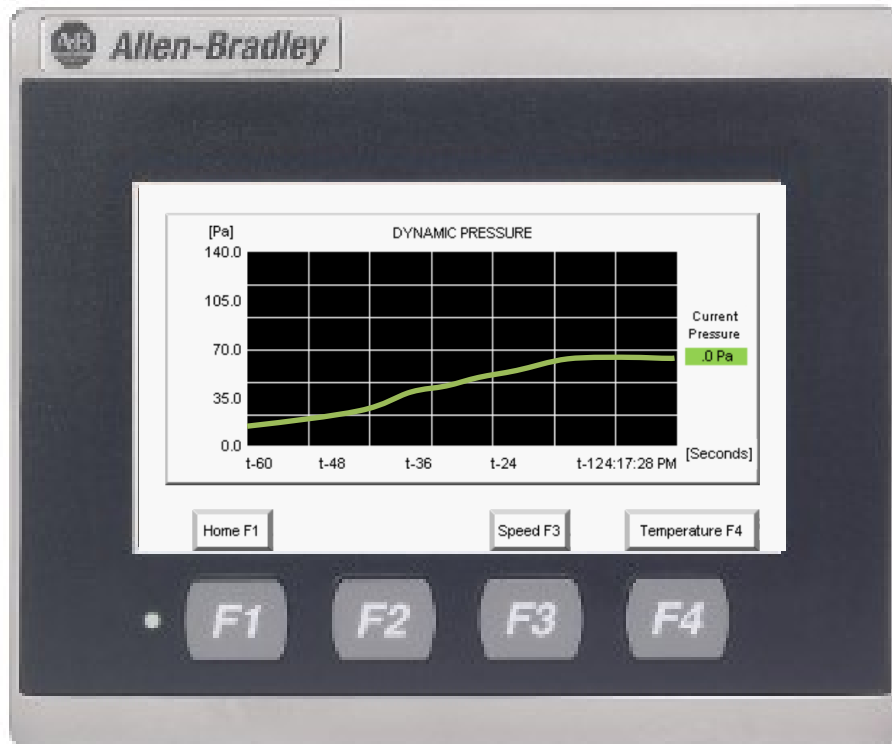 AB Allen-Bradley
[Pa] DYNAMIC PRESSURE
140.0
105.0
Current
Pressure
70.0
.0 Pa
35.0
0.0
[Seconds]
t-60 t-48 t-36 t-24 t-124:17:28 PM
Home F1 Speed F3 Temperature F4
F1 F2 F3 F4